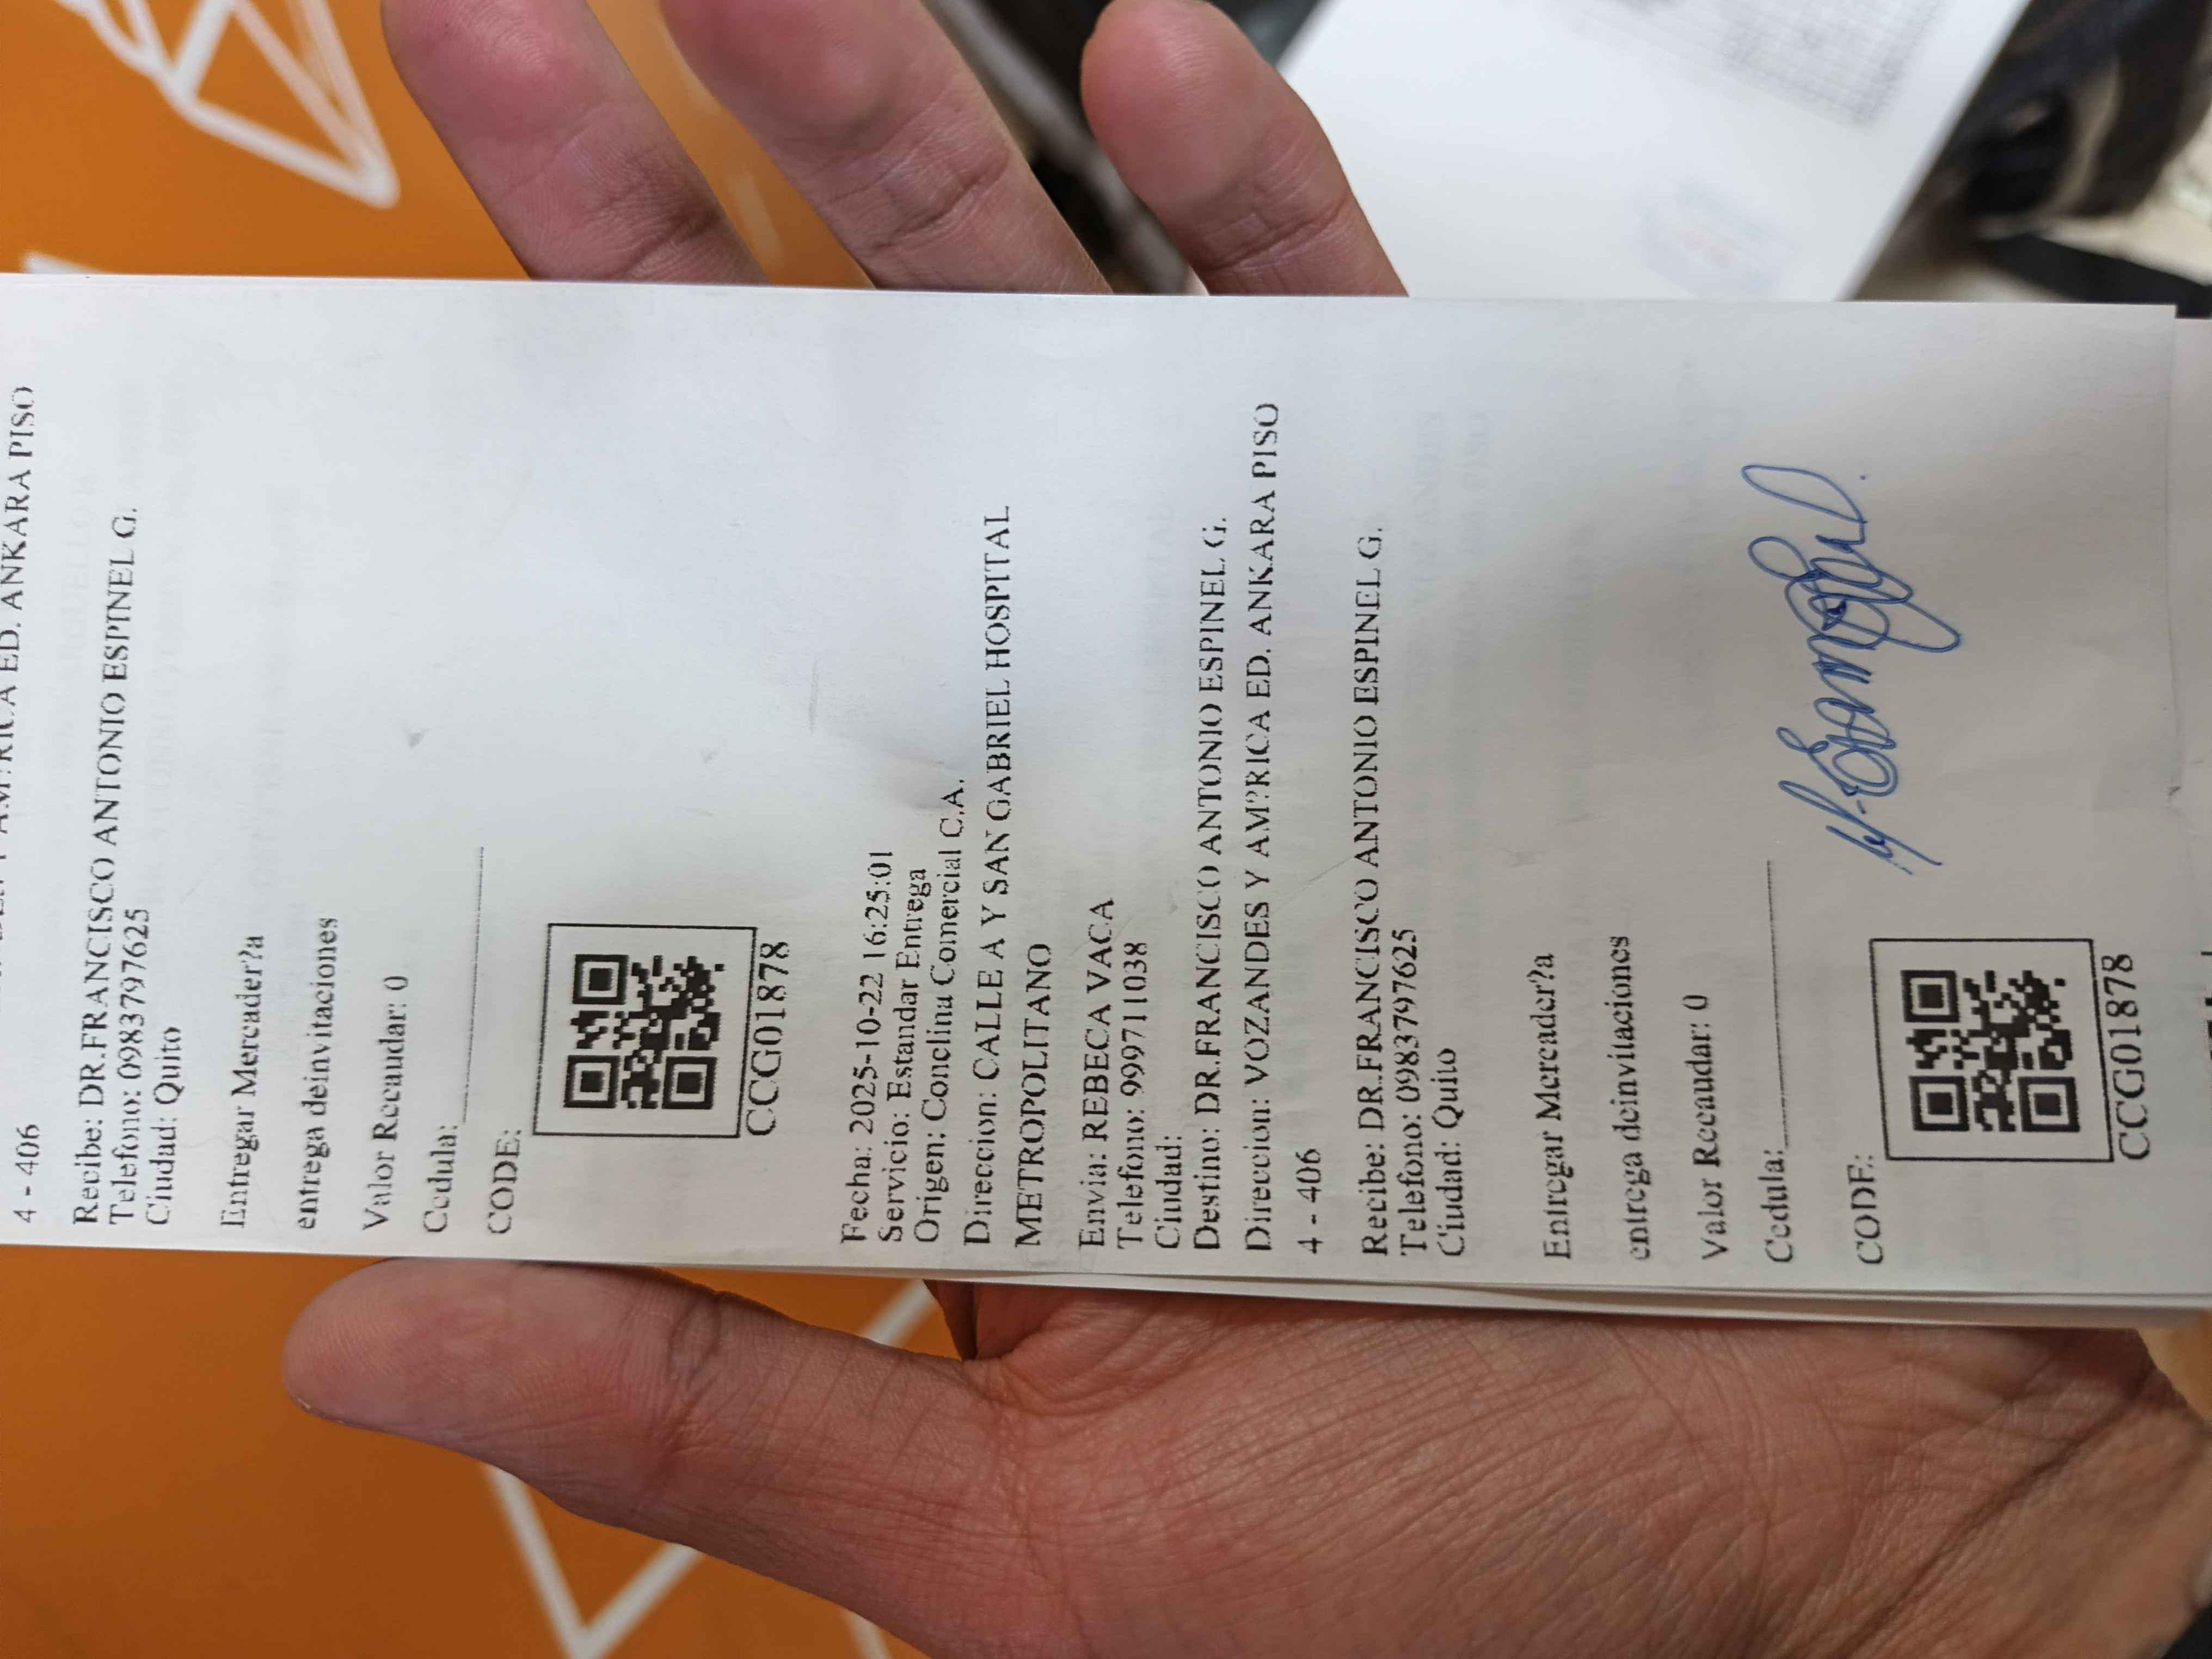 4 - 406
Recibe: DR.FRANCISCO ANTONIO ESPINEL G.
Telefono: 0983797625
Ciudad: Quito
Entregar Mercader?a
entrega deinvitaciones
Valor Recaudar: 0
Cedula:
CODE:
CCG01878
Fecha: 2025-10-22 16:25:01
Servicio: Estandar Entrega
Origen: Conclina Comercial C.A.
Direccion: CALLE A Y SAN GABRIEL HOSPITAL
METROPOLITANO
Envia: REBECA VACA
Telefono: 999711038
Ciudad:
Destino: DR.FRANCISCO ANTONIO ESPINEL G.
Direccion: VOZANDES Y AM?RICA ED. ANKARA PISO
4 - 406
Recibe: DR.FRANCISCO ANTONIO ESPINEL G.
Telefono: 0983797625
Ciudad: Quito
Entregar Mercader?a
entrega deinvitaciones
Valor Recaudar: 0
Cedula:
CODE:
CCG01878